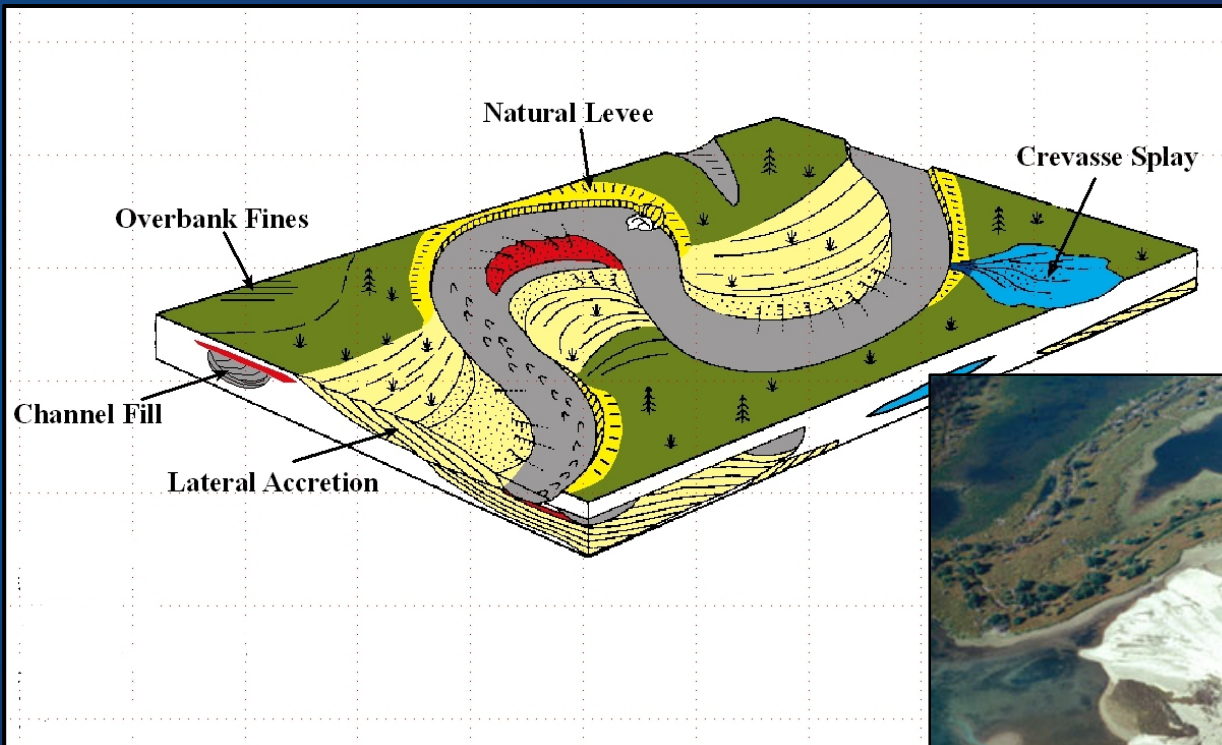 Natural Levee
Crevasse Splay
Overbank Fines
Channel Fill
Lateral Accretion